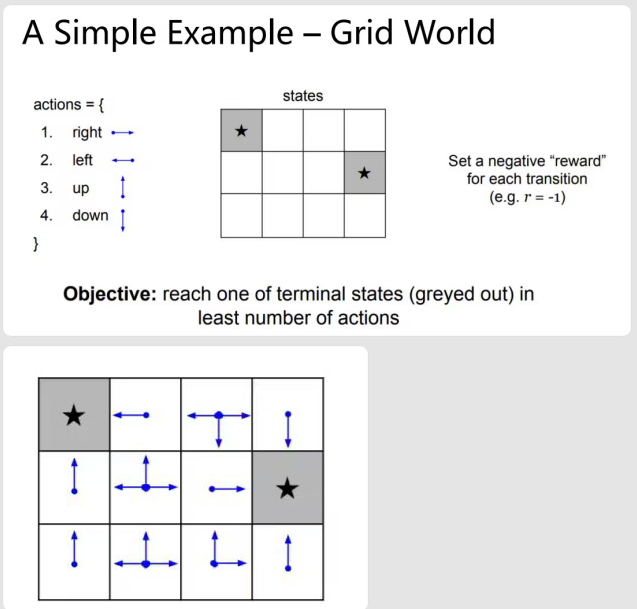 A Simple Example – Grid World
actions = {
1. right
2. left
3. up
4. down
}
states
★
★
Set a negative “reward”
for each transition
(e.g. r = -1)
Objective: reach one of terminal states (greyed out) in
least number of actions
★
★